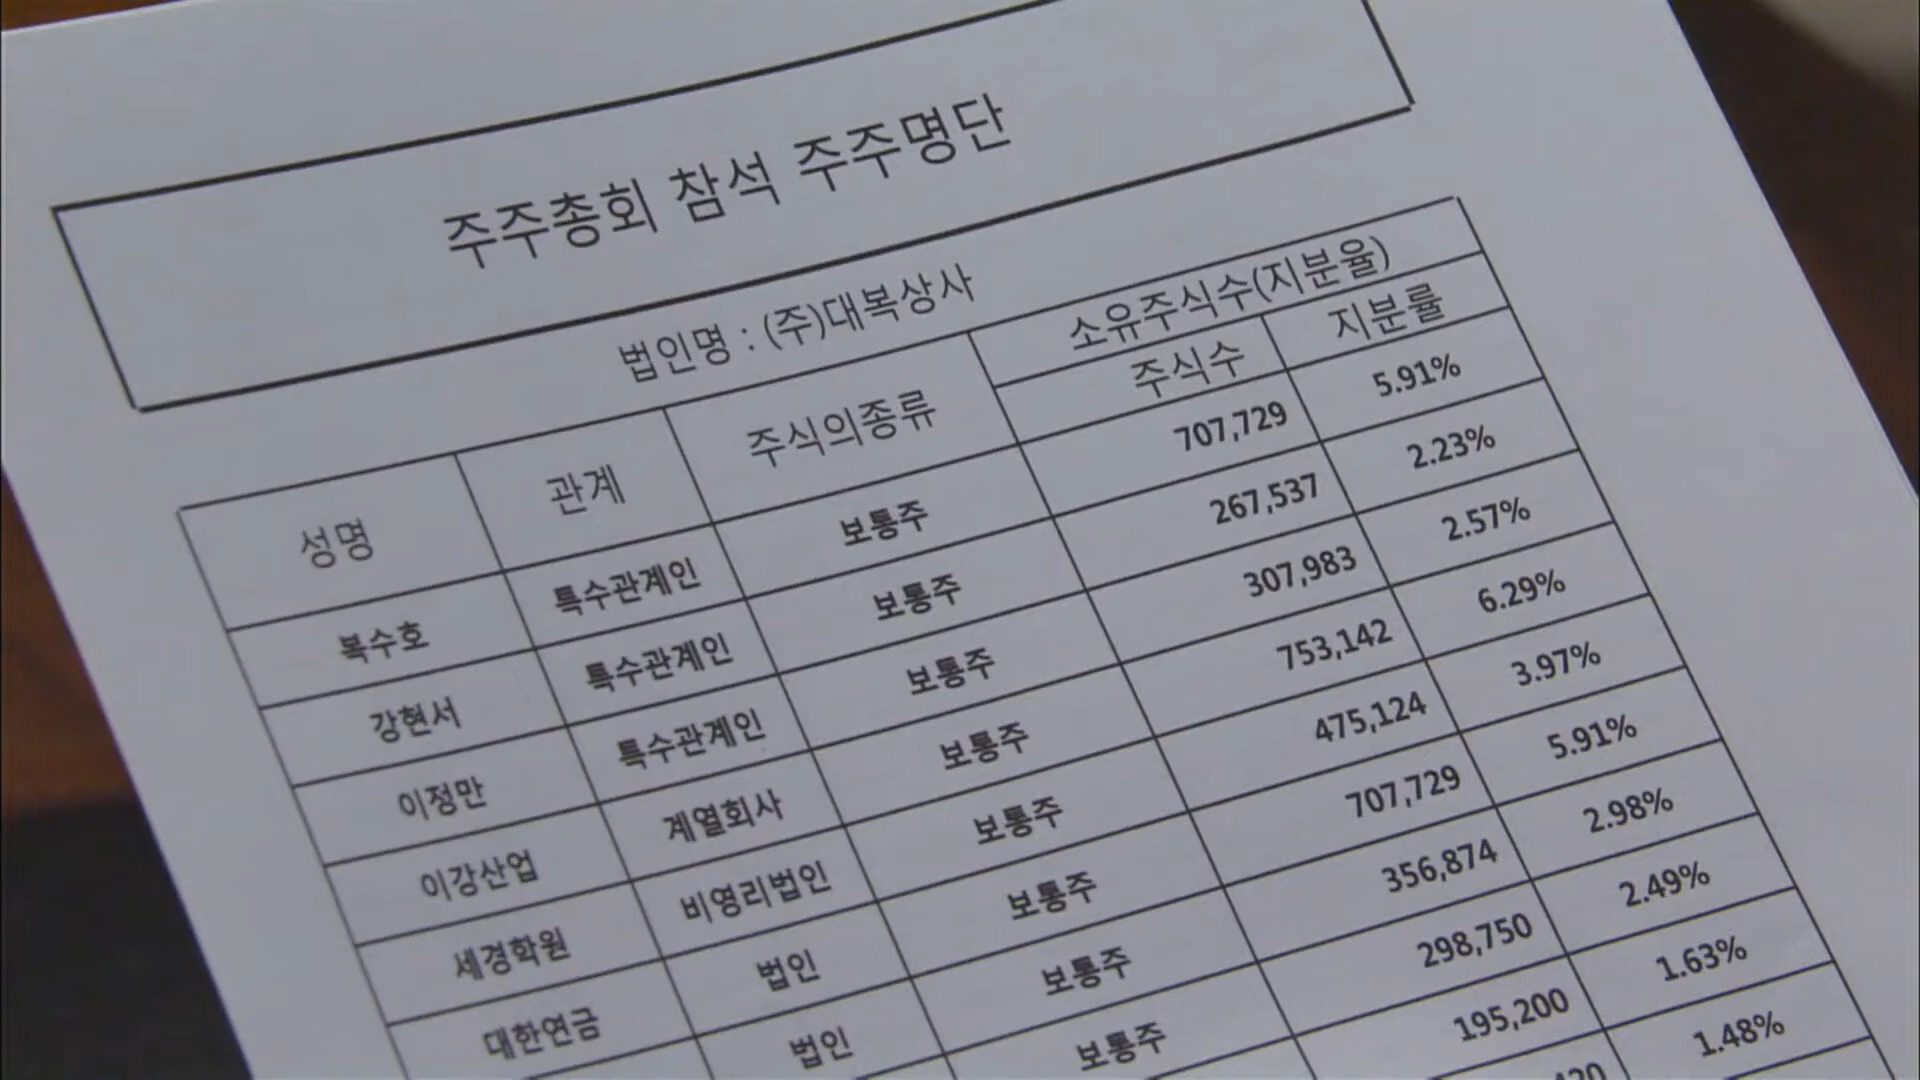 주주총회 참석 주주명단
법인명 : (주)대복상사
성명 관계 주식의종류 소유주식수(지분율)
주식수 지분률
복수호 특수관계인 보통주 707,729 5.91%
강현서 특수관계인 보통주 267,537 2.23%
이정만 특수관계인 보통주 307,983 2.57%
이강산업 계열회사 보통주 753,142 6.29%
세경학원 비영리법인 보통주 475,124 3.97%
대한연금 법인 보통주 707,729 5.91%
법인 보통주 356,874 2.98%
보통주 298,750 2.49%
195,200 1.63%
1.48%